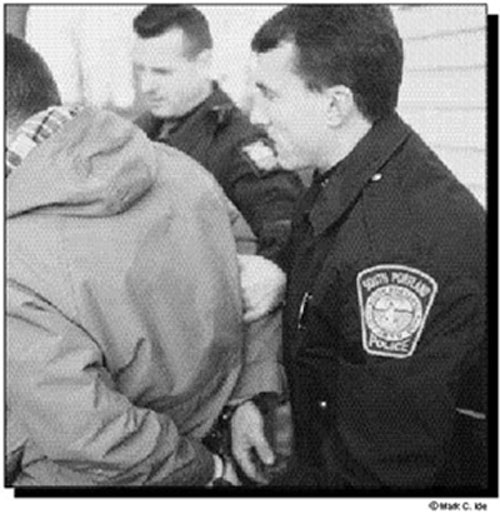 SOUTH PORTLAND
POLICE
© Mark C. Ide